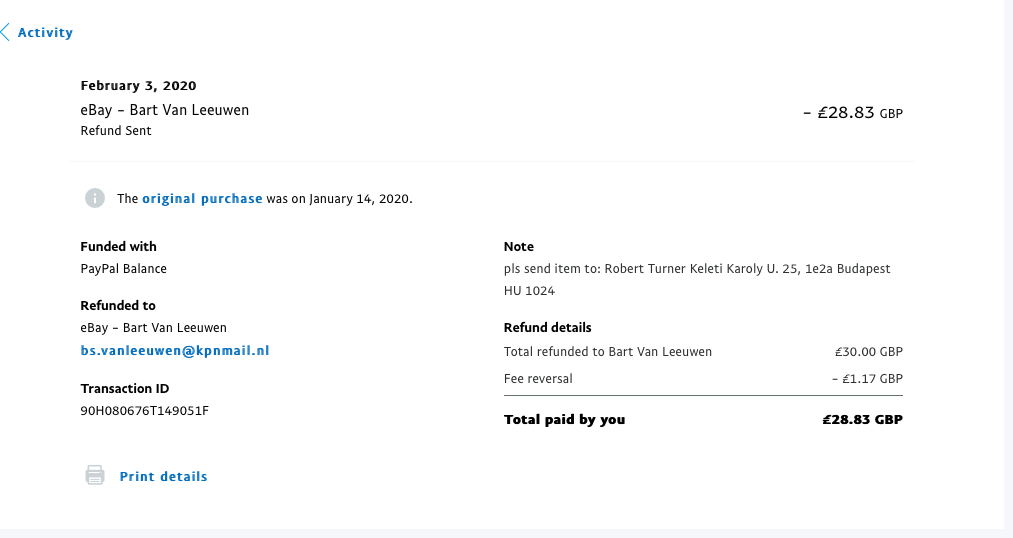 Activity
February 3, 2020
eBay – Bart Van Leeuwen
– £28.83 GBP
Refund Sent
The original purchase was on January 14, 2020.
Funded with
PayPal Balance
Refunded to
eBay – Bart Van Leeuwen
bs.vanleeuwen@kpnmail.nl
Transaction ID
90H080676T149051F
Print details
Note
pls send item to: Robert Turner Keleti Karoly U. 25, 1e2a Budapest
HU 1024
Refund details
Total refunded to Bart Van Leeuwen £30.00 GBP
Fee reversal – £1.17 GBP
Total paid by you £28.83 GBP